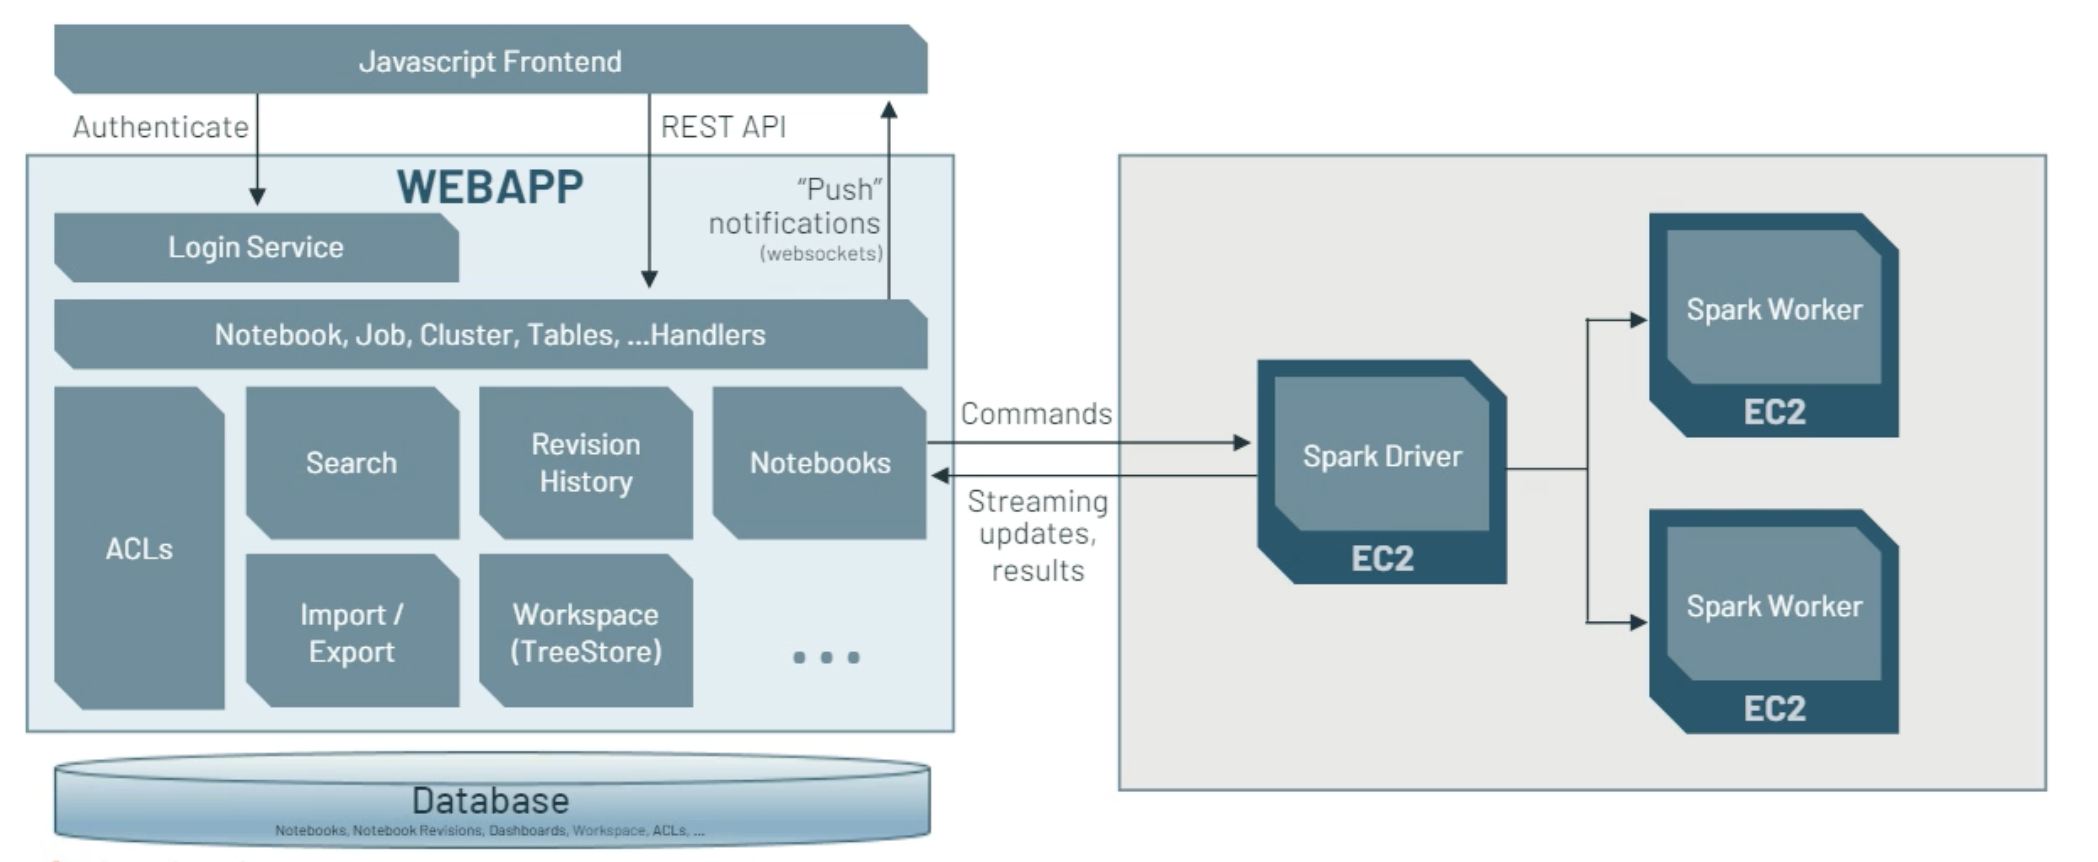 Javascript Frontend
Authenticate
REST API
WEBAPP
“Push”
notifications
(websockets)
Login Service
Notebook, Job, Cluster, Tables, ...Handlers
ACLs
Search
Revision
History
Notebooks
Import /
Export
Workspace
(TreeStore)
...
Commands
Streaming
updates,
results
Spark Driver
EC2
Spark Worker
EC2
Spark Worker
EC2
Database
Notebooks, Notebook Revisions, Dashboards, Workspace, ACLs, ...